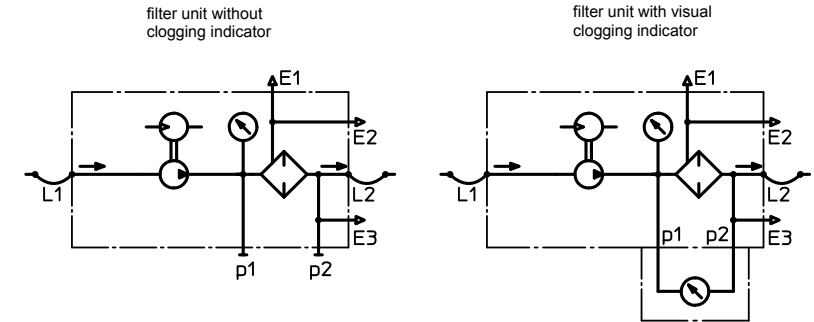 filter unit without
clogging indicator
E1
E2
L1
L2
E3
p1
p2
filter unit with visual
clogging indicator
E1
E2
L1
L2
p1
p2
E3